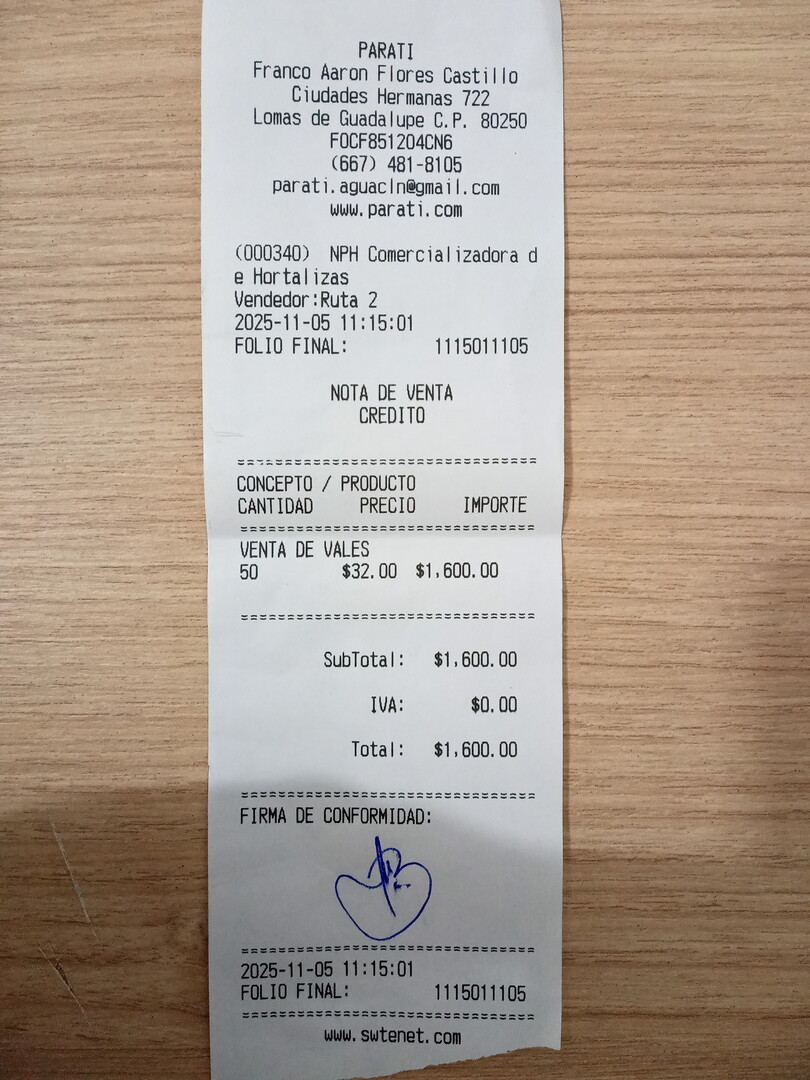 PARATI
Franco Aaron Flores Castillo
Ciudades Hermanas 722
Lomas de Guadalupe C.P. 80250
FOCF851204CN6
(667) 481-8105
parati.aguacln@gmail.com
www.parati.com
(000340) NPH Comercializadora d
e Hortalizas
Vendedor:Ruta 2
2025-11-05 11:15:01
FOLIO FINAL: 1115011105
NOTA DE VENTA
CREDITO
================================
CONCEPTO / PRODUCTO
CANTIDAD PRECIO IMPORTE
================================
VENTA DE VALES
50 $32.00 $1,600.00
================================
SubTotal: $1,600.00
IVA: $0.00
Total: $1,600.00
================================
FIRMA DE CONFORMIDAD:
================================
2025-11-05 11:15:01
FOLIO FINAL: 1115011105
================================
www.swtenet.com